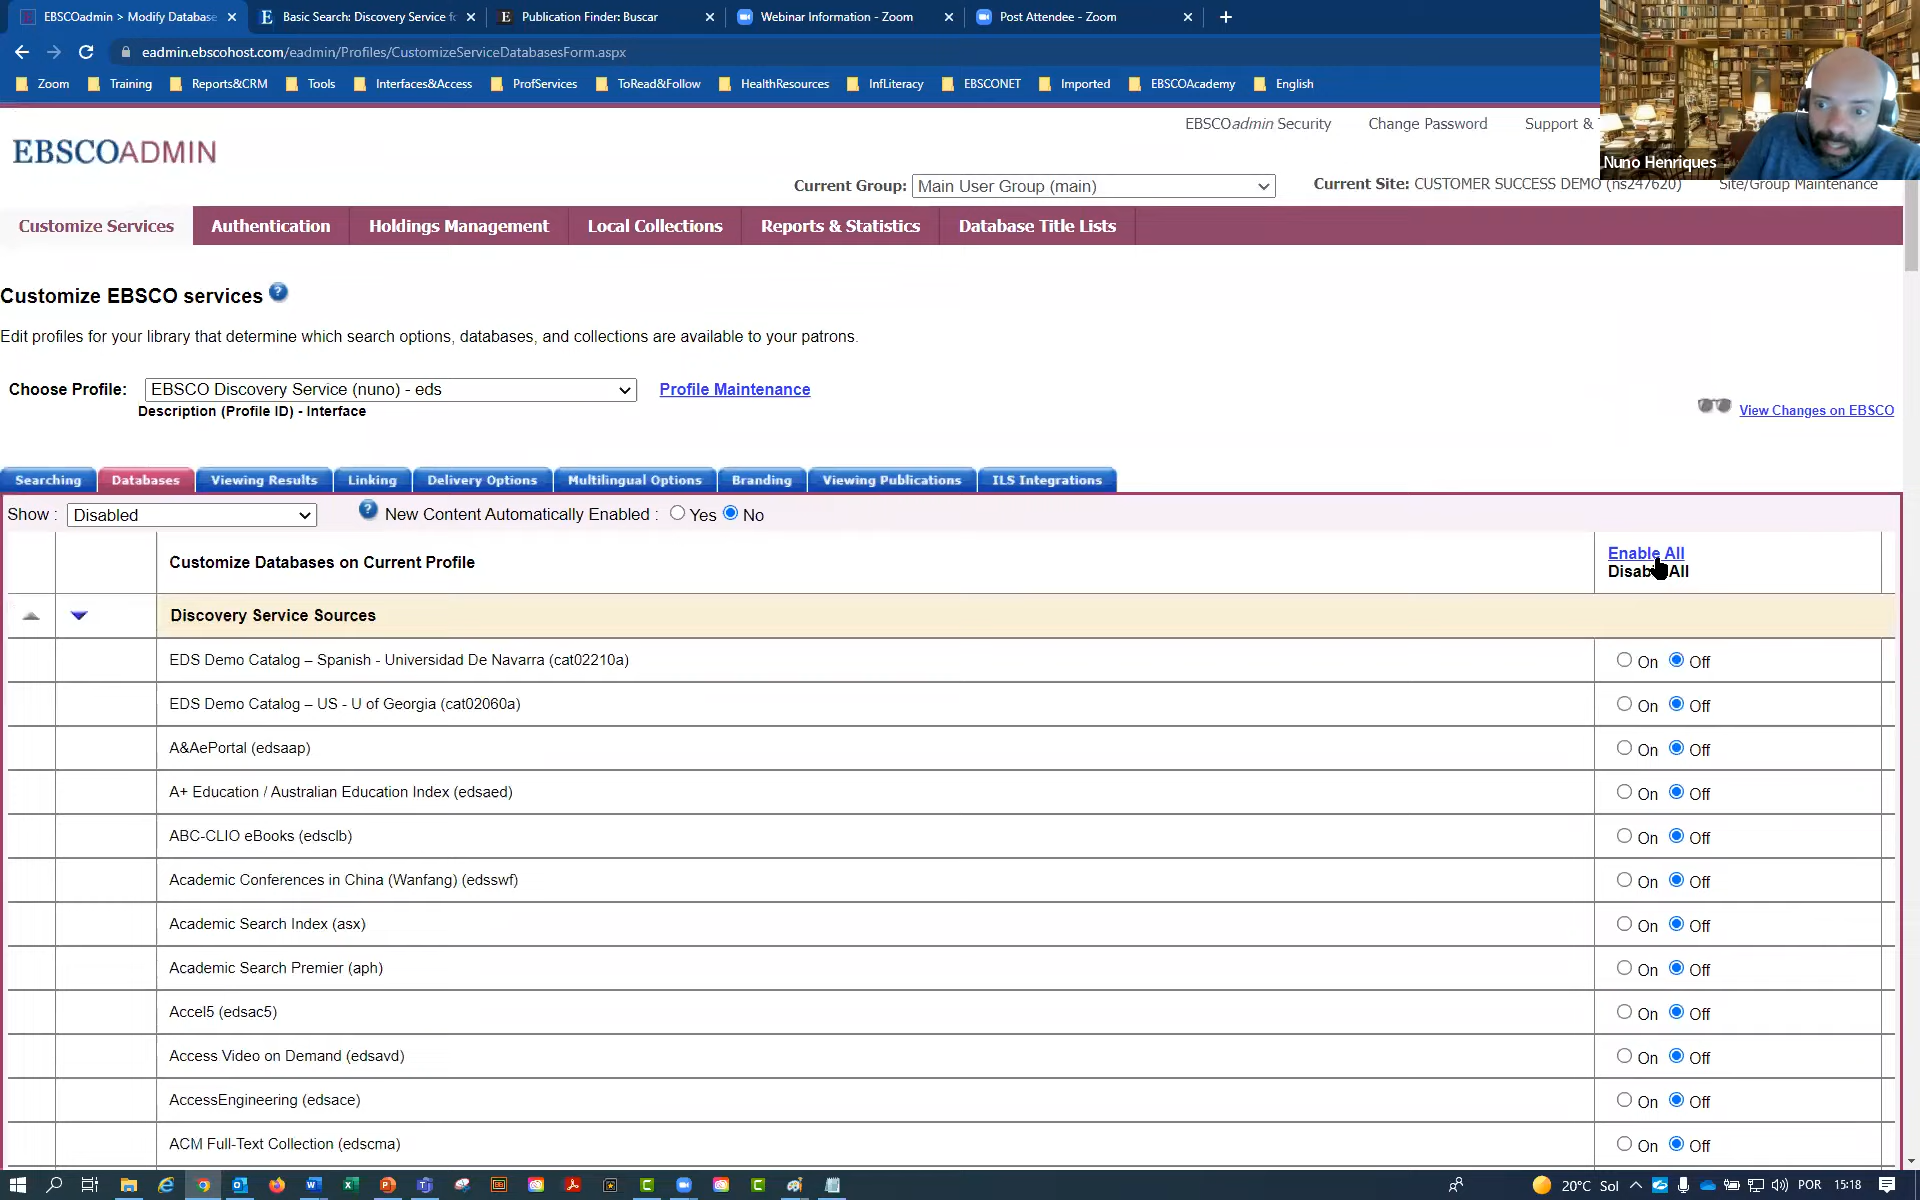 EBSCOadmin > Modify Database
Basic Search: Discovery Service fo
Publication Finder: Buscar
Webinar Information - Zoom
Post Attendee - Zoom
eadmin.ebscohost.com/eadmin/Profiles/CustomizeServiceDatabasesForm.aspx
Zoom Training Reports&CRM Tools Interfaces&Access ProfServices ToRead&Follow HealthResources InfLiteracy EBSCONET Imported EBSCOAcademy English
EBSCOadmin Security Change Password Support &
EBSCOADMIN
Nuno Henriques
Current Group: Main User Group (main) Current Site: CUSTOMER SUCCESS DEMO (ns247620) Site/Group Maintenance
Customize Services Authentication Holdings Management Local Collections Reports & Statistics Database Title Lists
Customize EBSCO services ?
Edit profiles for your library that determine which search options, databases, and collections are available to your patrons.
Choose Profile: EBSCO Discovery Service (nuno) - eds Profile Maintenance
Description (Profile ID) - Interface
View Changes on EBSCO
Searching Databases Viewing Results Linking Delivery Options Multilingual Options Branding Viewing Publications ILS Integrations
Show : Disabled ? New Content Automatically Enabled : Yes No
Customize Databases on Current Profile
Enable All
Disable All
Discovery Service Sources
EDS Demo Catalog – Spanish - Universidad De Navarra (cat02210a) On Off
EDS Demo Catalog – US - U of Georgia (cat02060a) On Off
A&AePortal (edsaap) On Off
A+ Education / Australian Education Index (edsaed) On Off
ABC-CLIO eBooks (edsclb) On Off
Academic Conferences in China (Wanfang) (edsswf) On Off
Academic Search Index (asx) On Off
Academic Search Premier (aph) On Off
Accel5 (edsac5) On Off
Access Video on Demand (edsavd) On Off
AccessEngineering (edsace) On Off
ACM Full-Text Collection (edscma) On Off
20°C Sol POR 15:18